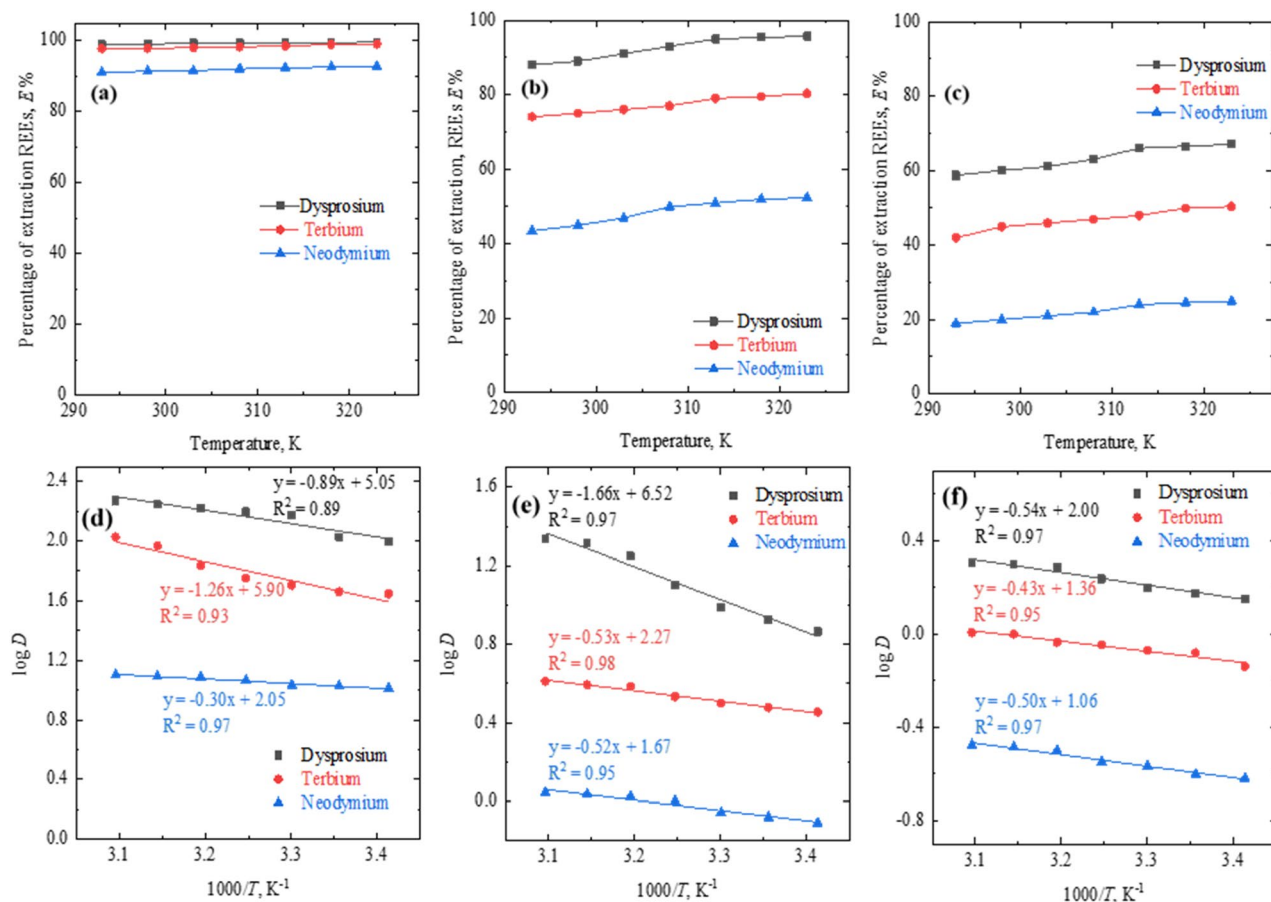 Percentage of extraction REEs, E%
100
80
60
40
20
0
(a)
Dysprosium
Terbium
Neodymium
290
300
310
320
Temperature, K
Percentage of extraction, REEs E%
100
80
60
40
20
0
(b)
Dysprosium
Terbium
Neodymium
290
300
310
320
Temperature, K
Percentage of extraction REEs, E%
100
80
60
40
20
0
(c)
Dysprosium
Terbium
Neodymium
290
300
310
320
Temperature, K
log D
2.4
2.0
1.6
1.2
0.8
0.4
0.0
(d)
y = -0.89x + 5.05
R² = 0.89
y = -1.26x + 5.90
R² = 0.93
y = -0.30x + 2.05
R² = 0.97
Dysprosium
Terbium
Neodymium
3.1
3.2
3.3
3.4
1000/T, K⁻¹
log D
1.6
1.2
0.8
0.4
0.0
(e)
y = -1.66x + 6.52
R² = 0.97
Dysprosium
Terbium
Neodymium
y = -0.53x + 2.27
R² = 0.98
y = -0.52x + 1.67
R² = 0.95
3.1
3.2
3.3
3.4
1000/T, K⁻¹
log D
0.4
0.0
-0.4
-0.8
(f)
Dysprosium
Terbium
Neodymium
y = -0.54x + 2.00
R² = 0.97
y = -0.43x + 1.36
R² = 0.95
y = -0.50x + 1.06
R² = 0.97
3.1
3.2
3.3
3.4
1000/T, K⁻¹